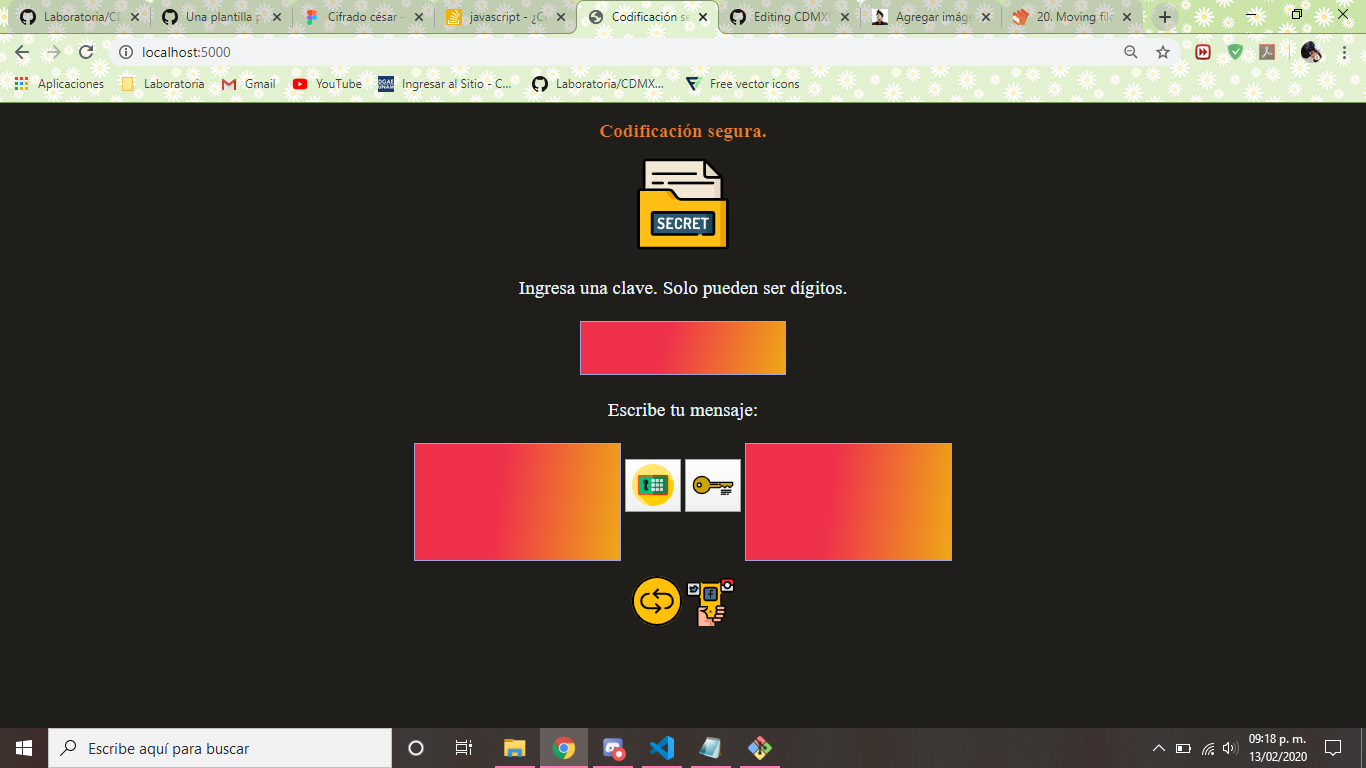 Laboratoria/CD
Una plantilla p
Cifrado césar
javascript - ¿C
Codificación se
Editing CDMX
Agregar imáge
20. Moving file
localhost:5000
Aplicaciones
Laboratoria
Gmail
YouTube
Ingresar al Sitio - C...
Laboratoria/CDMX...
Free vector icons
Codificación segura.
SECRET
Ingresa una clave. Solo pueden ser dígitos.
Escribe tu mensaje:
Escribe aquí para buscar
09:18 p. m.
13/02/2020